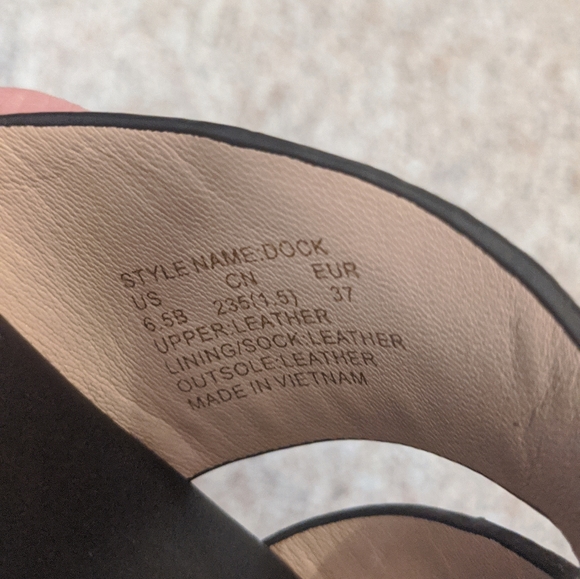 STYLE NAME:DOCK
US CN EUR
6.5B 235(1.5) 37
UPPER:LEATHER
LINING/SOCK:LEATHER
OUTSOLE:LEATHER
MADE IN VIETNAM